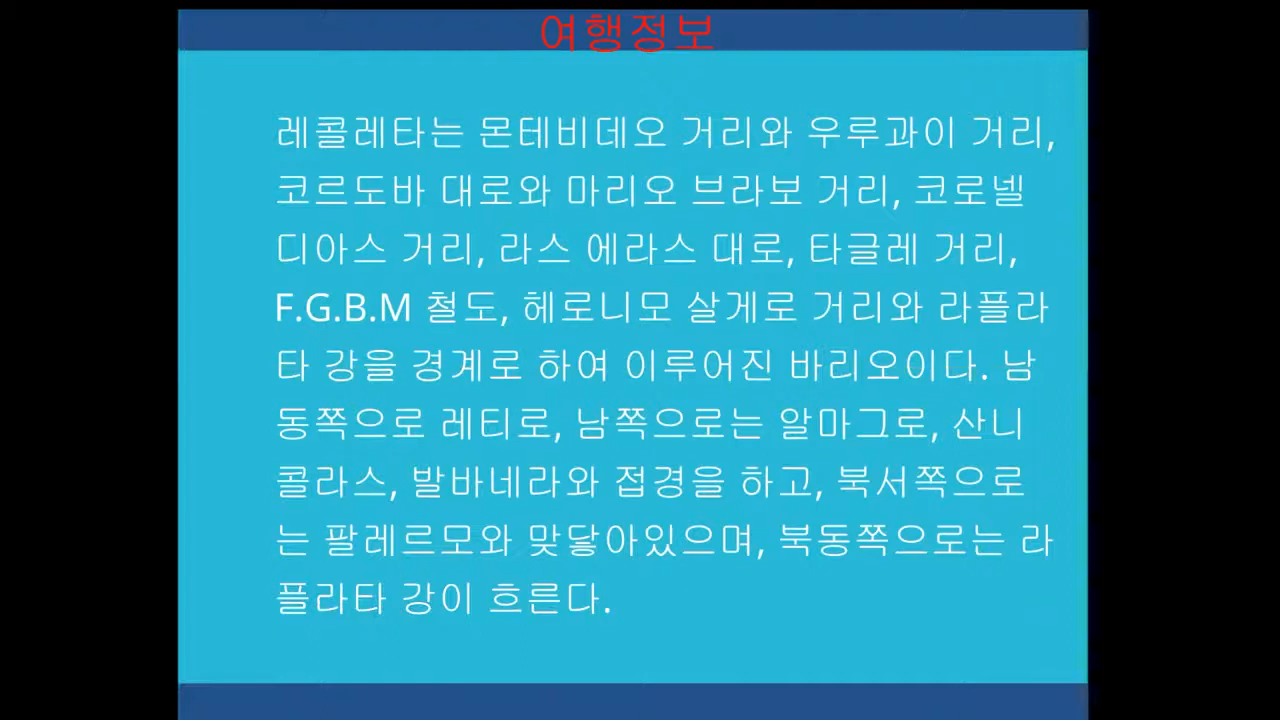 여행정보
레콜레타는 몬테비데오 거리와 우루과이 거리,
코르도바 대로와 마리오 브라보 거리, 코로넬
디아스 거리, 라스 에라스 대로, 타글레 거리,
F.G.B.M 철도, 헤로니모 살게로 거리와 라플라
타 강을 경계로 하여 이루어진 바리오이다. 남
동쪽으로 레티로, 남쪽으로는 알마그로, 산니
콜라스, 발바네라와 접경을 하고, 북서쪽으로
는 팔레르모와 맞닿아있으며, 북동쪽으로는 라
플라타 강이 흐른다.